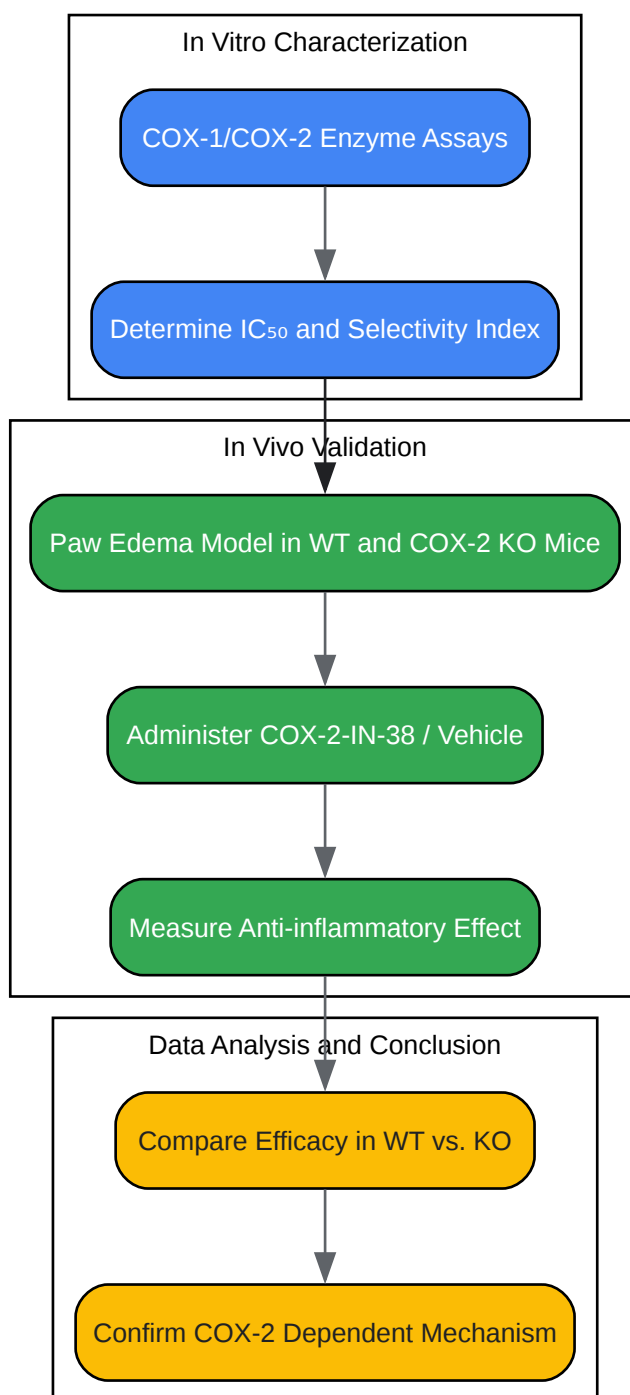 In Vitro Characterization
COX-1/COX-2 Enzyme Assays
Determine IC₅₀ and Selectivity Index
In Vivo Validation
Paw Edema Model in WT and COX-2 KO Mice
Administer COX-2-IN-38 / Vehicle
Measure Anti-inflammatory Effect
Data Analysis and Conclusion
Compare Efficacy in WT vs. KO
Confirm COX-2 Dependent Mechanism